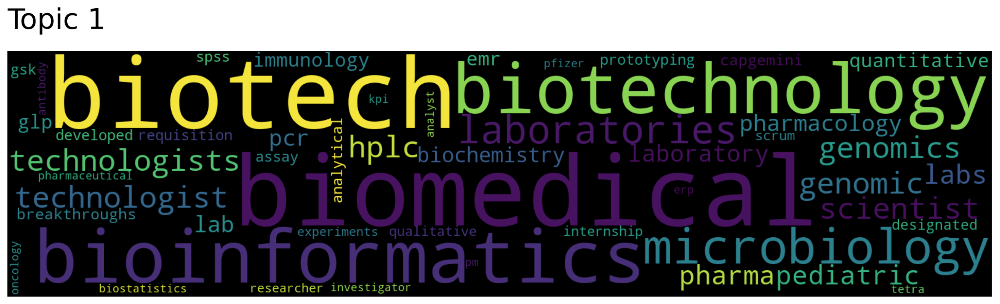 Topic 1
spss
immunology
emr
pfizer
prototyping
capgemini
quantitative
gsk
antibody
biotech
biotechnology
kpi
analyst
glp
developed
requisition
pcr
analytical
hplc
laboratories
pharmacology
scrum
technologists
assay
biochemistry
laboratory
genomics
pharmaceutical
biomedical
erp
genomic
labs
technologist
breakthroughs
lab
scientist
experiments
qualitative
internship
designated
oncology
bioinformatics
pm
microbiology
pharma
pediatric
biostatistics
researcher
investigator
tetra